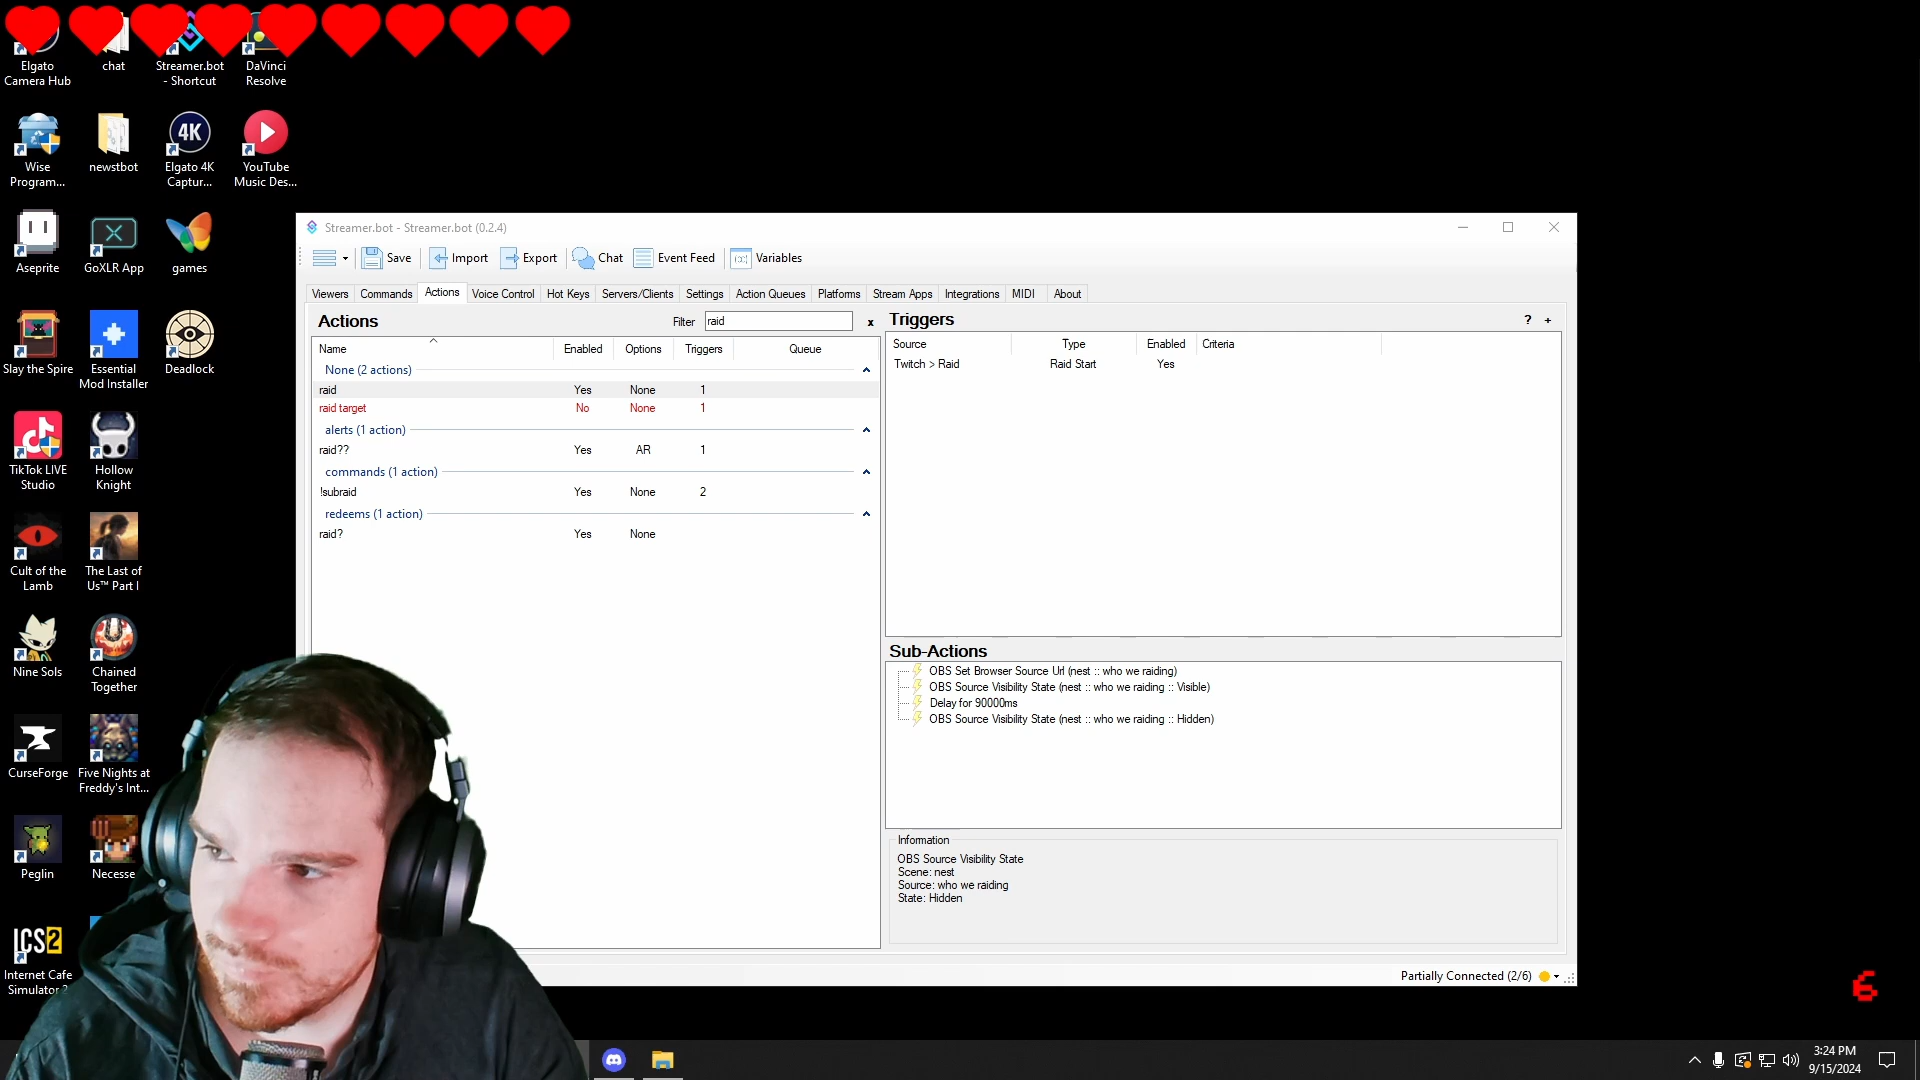 Elgato Camera Hub
chat
Streamer.bot - Shortcut
DaVinci Resolve
Wise Program...
newstbot
4K
Elgato 4K Captur...
YouTube Music Des...
Aseprite
GoXLR App
games
Slay the Spire
Essential Mod Installer
Deadlock
TikTok LIVE Studio
Hollow Knight
Cult of the Lamb
The Last of Us™ Part I
Nine Sols
Chained Together
CurseForge
Five Nights at Freddy's Int...
Peglin
Necesse
ICS2
Internet Cafe Simulator 2
Streamer.bot - Streamer.bot (0.2.4)
Save
Import
Export
Chat
Event Feed
Variables
Viewers Commands Actions Voice Control Hot Keys Servers/Clients Settings Action Queues Platforms Stream Apps Integrations MIDI About
Actions
Filter raid x
Name Enabled Options Triggers Queue
None (2 actions)
raid Yes None 1
raid target No None 1
alerts (1 action)
raid?? Yes AR 1
commands (1 action)
!subraid Yes None 2
redeems (1 action)
raid? Yes None
Triggers ? +
Source Type Enabled Criteria
Twitch > Raid Raid Start Yes
Sub-Actions
OBS Set Browser Source Url (nest :: who we raiding)
OBS Source Visibility State (nest :: who we raiding :: Visible)
Delay for 90000ms
OBS Source Visibility State (nest :: who we raiding :: Hidden)
Information
OBS Source Visibility State
Scene: nest
Source: who we raiding
State: Hidden
Partially Connected (2/6)
6
3:24 PM
9/15/2024